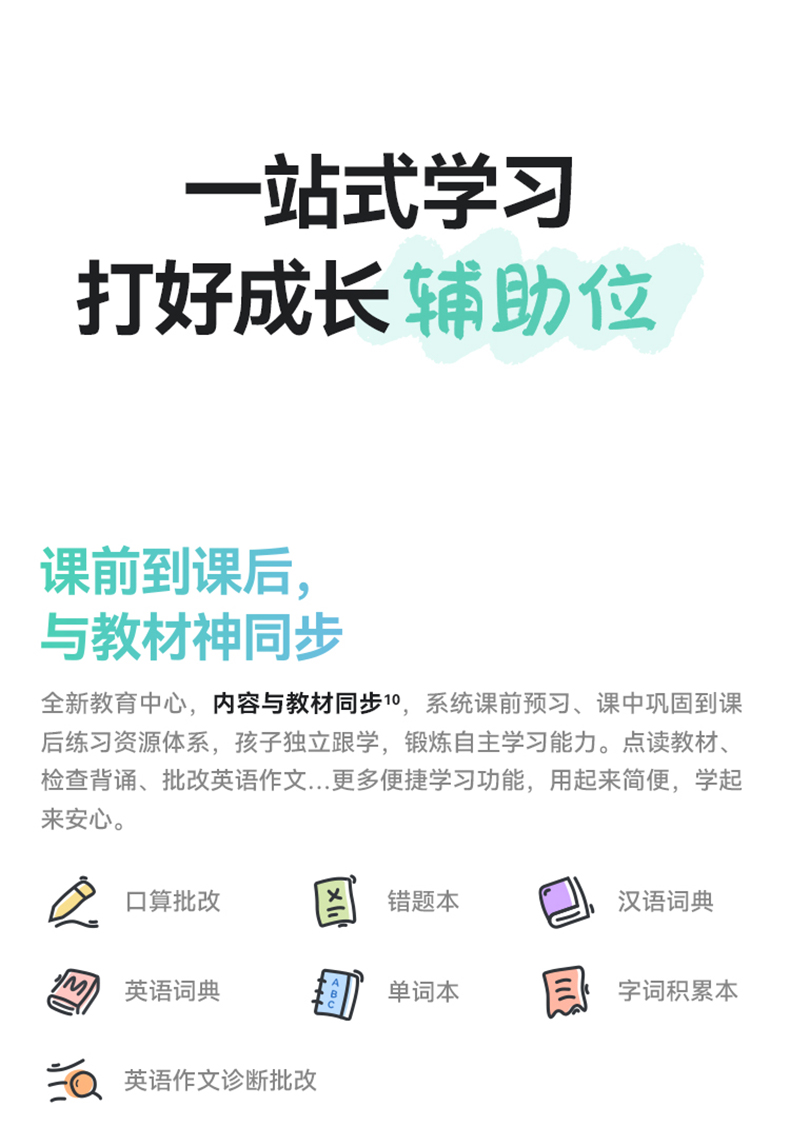 一站式学习
打好成长辅助位
课前到课后，
与教材神同步
全新教育中心，内容与教材同步10，系统课前预习、课中巩固到课
后练习资源体系，孩子独立跟学，锻炼自主学习能力。点读教材、
检查背诵、批改英语作文...更多便捷学习功能，用起来简便，学起
来安心。
口算批改
错题本
汉语词典
英语词典
ABC
单词本
字词积累本
英语作文诊断批改